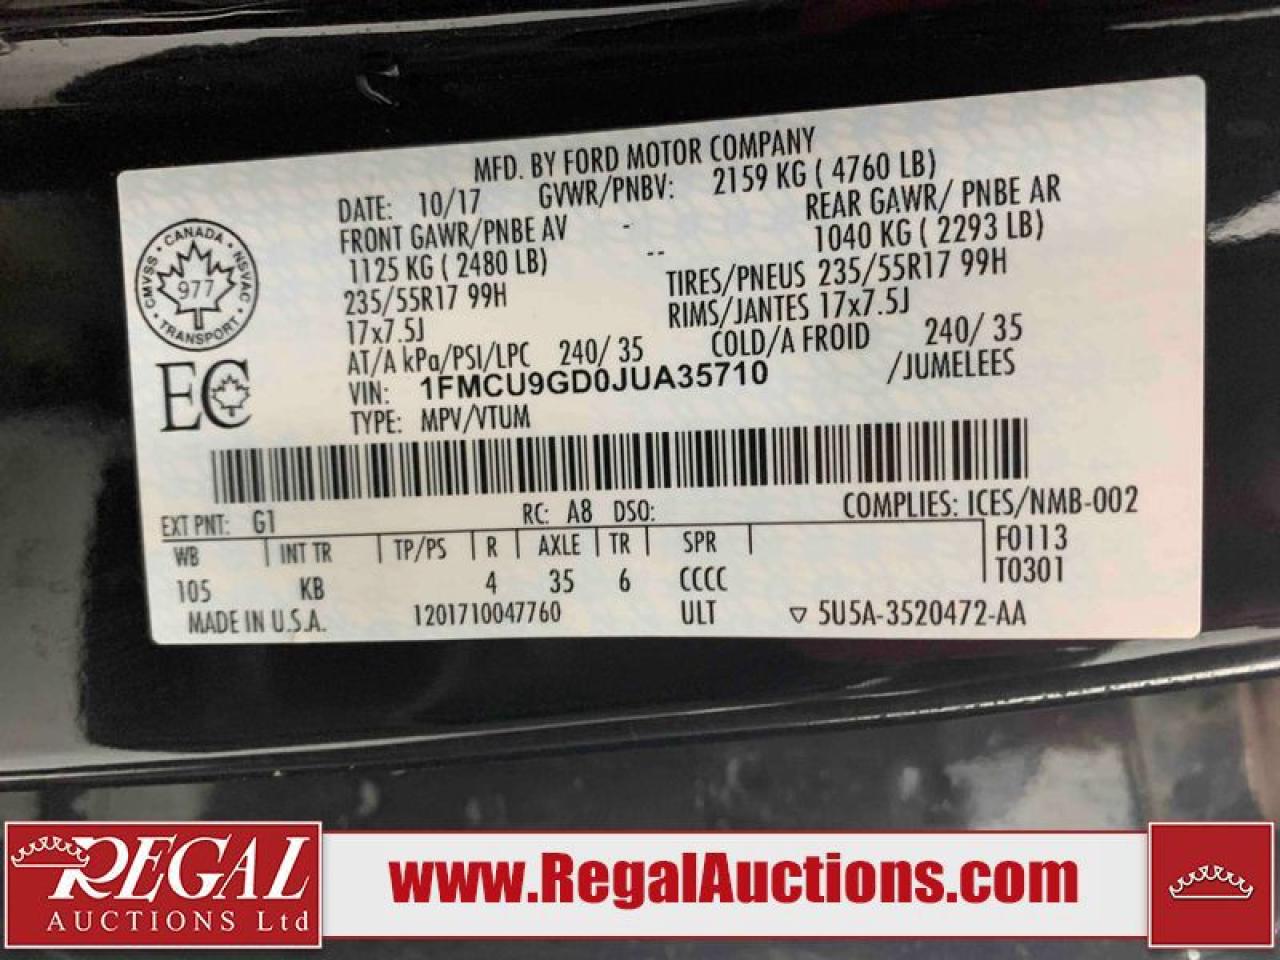 MFD. BY FORD MOTOR COMPANY
DATE: 10/17 GVWR/PNBV: 2159 KG ( 4760 LB)
FRONT GAWR/PNBE AV - REAR GAWR/ PNBE AR
1125 KG ( 2480 LB) -- 1040 KG ( 2293 LB)
235/55R17 99H TIRES/PNEUS 235/55R17 99H
17x7.5J RIMS/JANTES 17x7.5J
AT/A kPa/PSI/LPC 240/ 35 COLD/A FROID 240/ 35
VIN: 1FMCU9GD0JUA35710 /JUMELEES
TYPE: MPV/VTUM
CANADA
CMVSS • NSVAC
977
TRANSPORT
EC
EXT PNT: G1 RC: A8 DSO: COMPLIES: ICES/NMB-002
WB INT TR TP/PS R AXLE TR SPR F0113
105 KB 4 35 6 CCCC T0301
MADE IN U.S.A. 1201710047760 ULT ▽ 5U5A-3520472-AA
REGAL
AUCTIONS Ltd
www.RegalAuctions.com